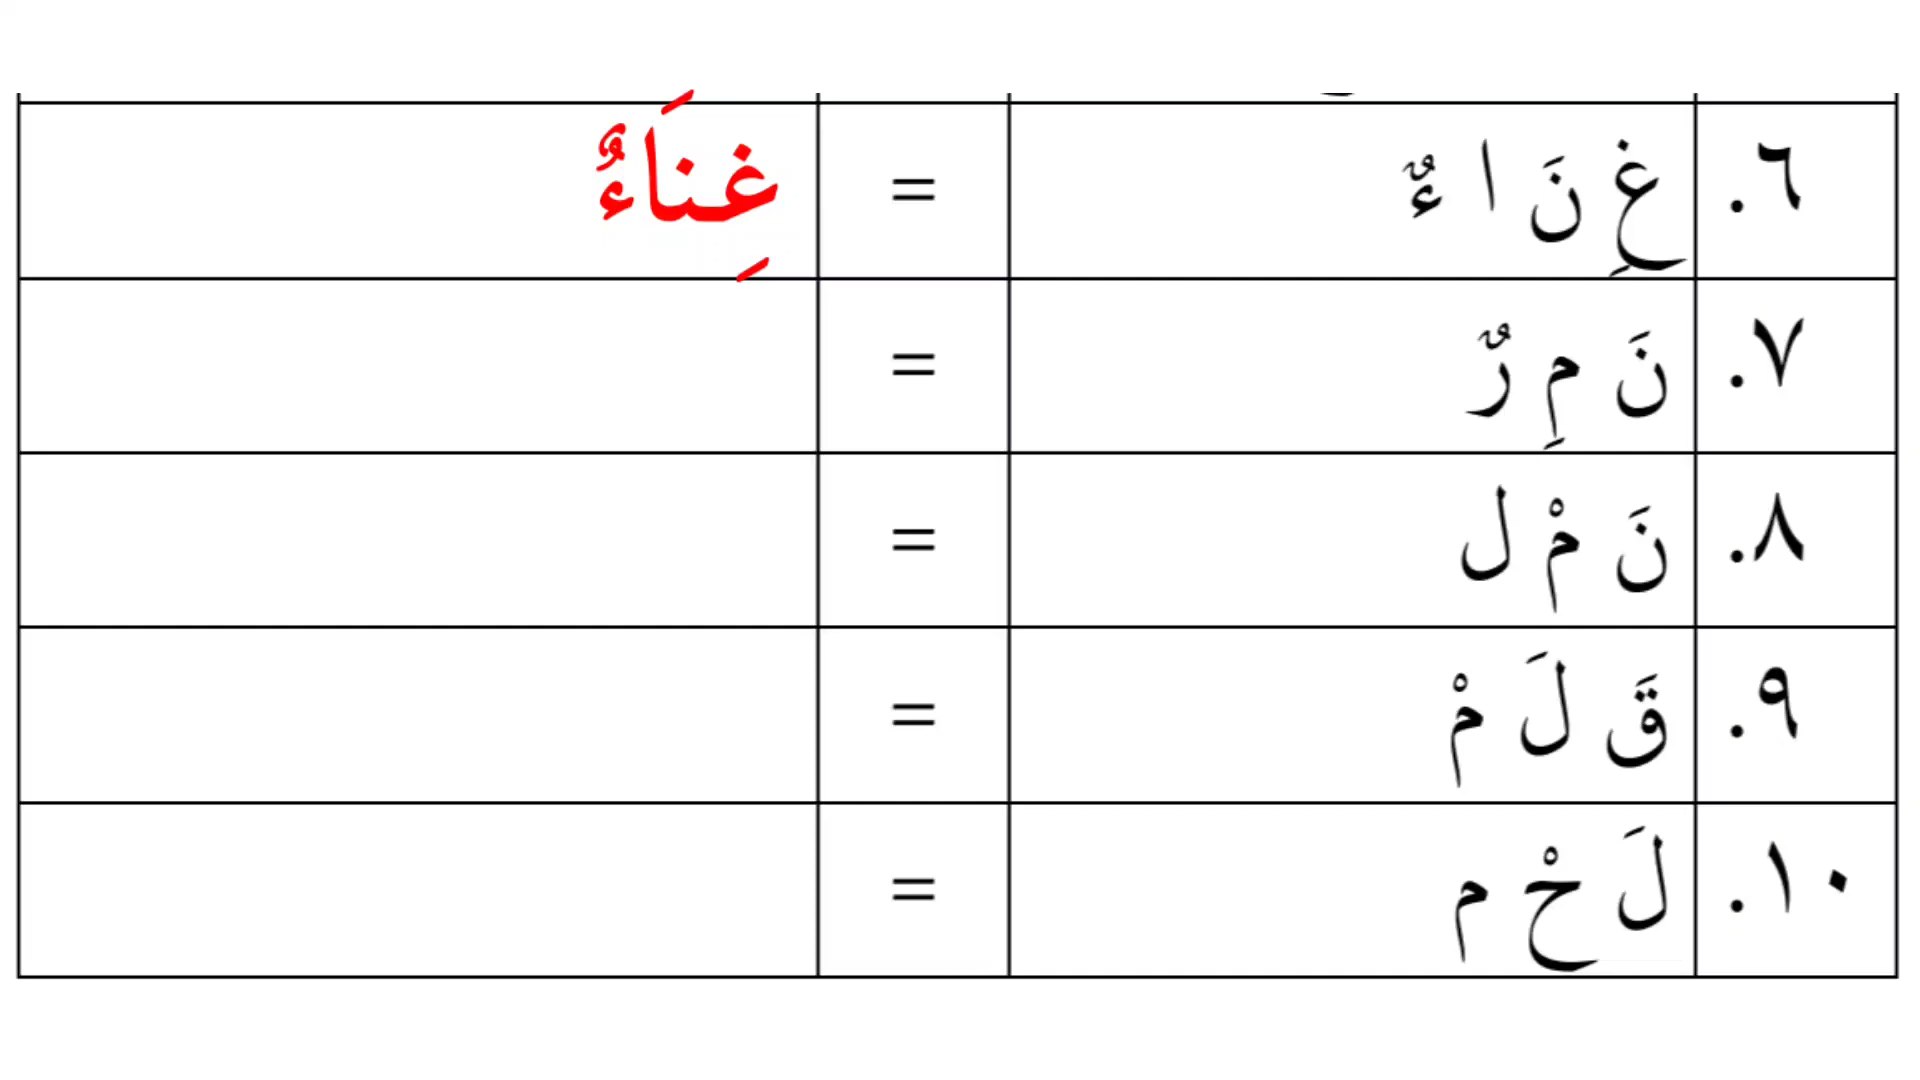 ٦. غِ نَ ا ءٌ = غِنَاءٌ
٧. نَ مِ رٌ =
٨. نَ مْ ل =
٩. قَ لَ مْ =
١٠. لَ حْ م =